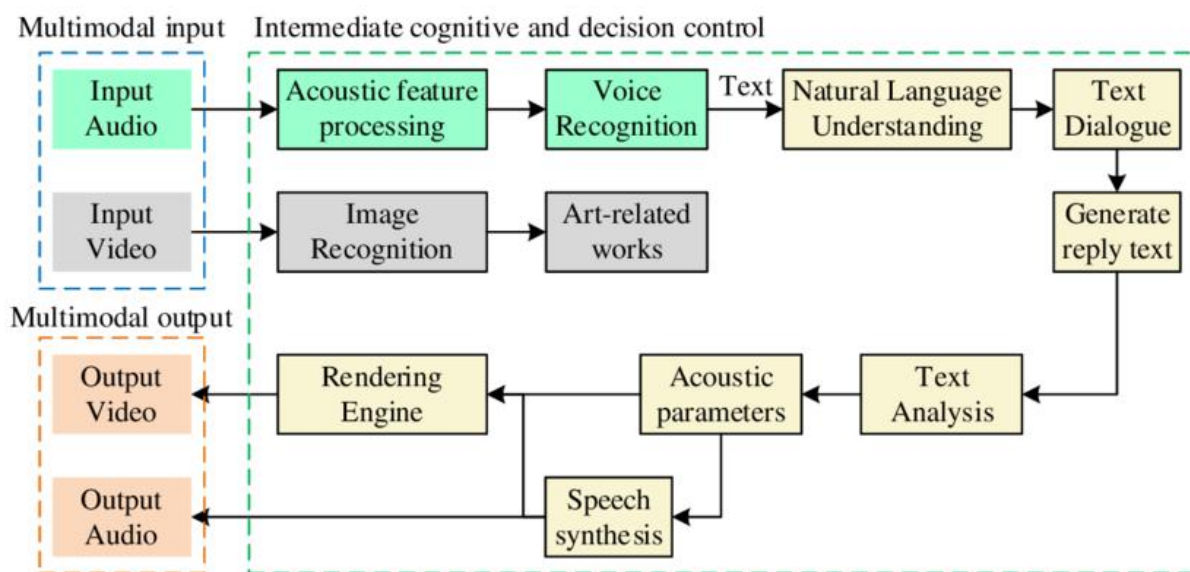 Multimodal input
Intermediate cognitive and decision control
Input
Audio
Acoustic feature
processing
Voice
Recognition
Text
Natural Language
Understanding
Text
Dialogue
Input
Video
Image
Recognition
Art-related
works
Generate
reply text
Multimodal output
Output
Video
Rendering
Engine
Acoustic
parameters
Text
Analysis
Output
Audio
Speech
synthesis